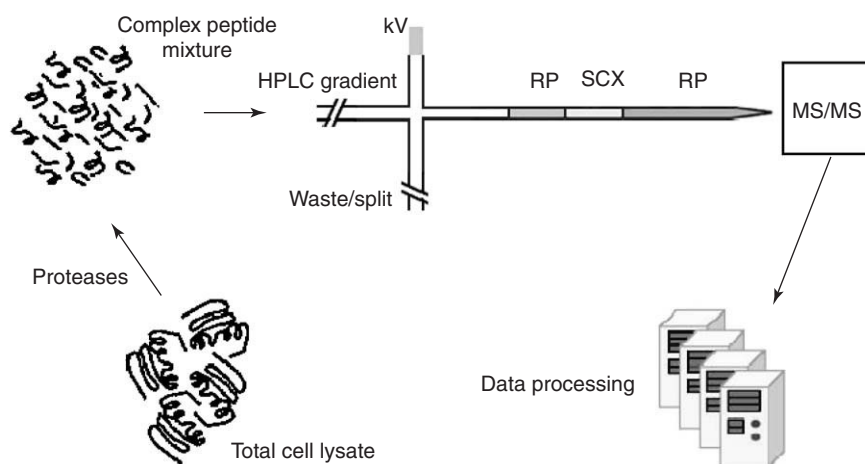 Complex peptide
mixture
kV
HPLC gradient
RP
SCX
RP
MS/MS
Waste/split
Proteases
Data processing
Total cell lysate